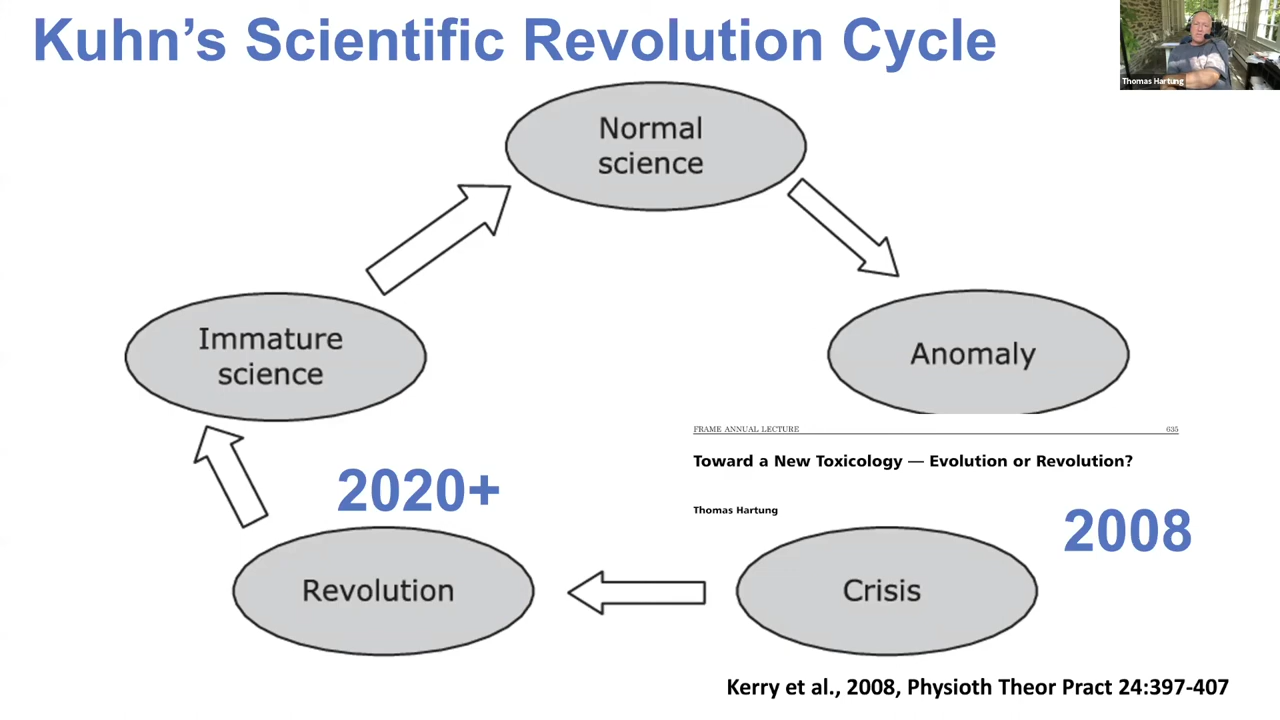 Kuhn’s Scientific Revolution Cycle
Thomas Hartung
Normal
science
Immature
science
Anomaly
FRAME ANNUAL LECTURE 635
Toward a New Toxicology — Evolution or Revolution?
Thomas Hartung
2020+
2008
Revolution
Crisis
Kerry et al., 2008, Physioth Theor Pract 24:397-407